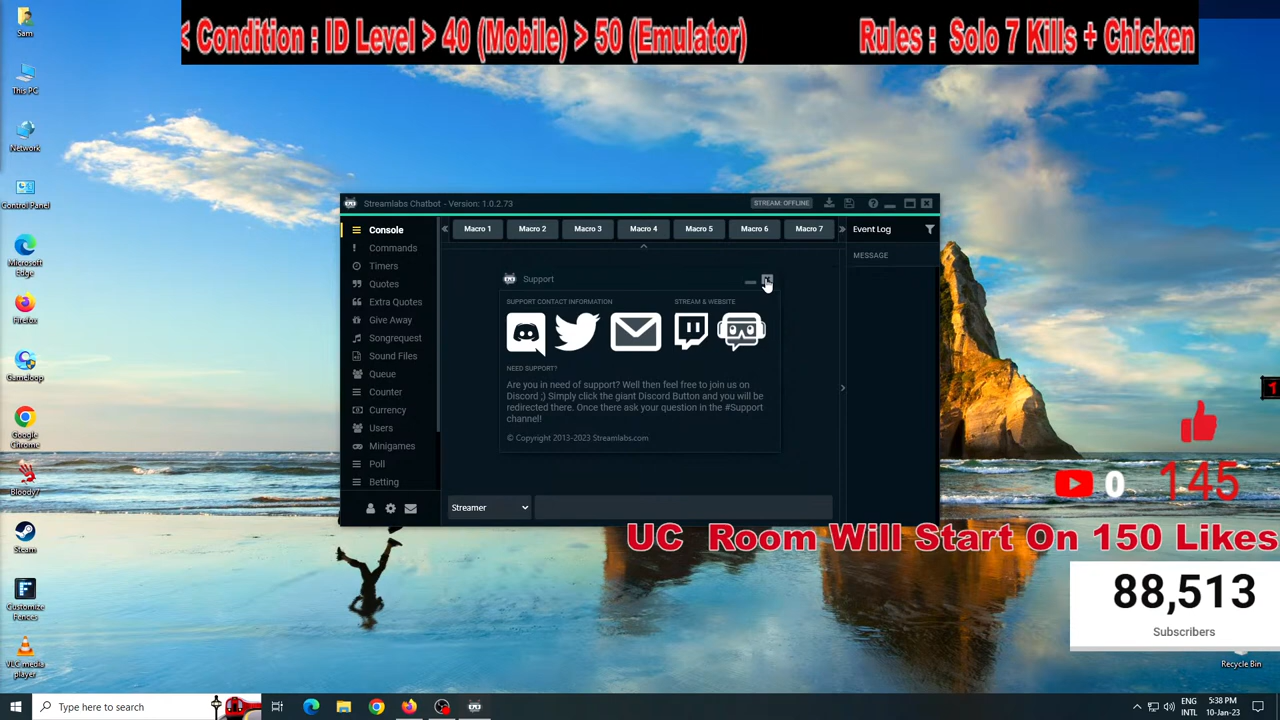 < Condition : ID Level > 40 (Mobile) > 50 (Emulator)
Rules : Solo 7 Kills + Chicken
Sam
This PC
Network
Control Panel
Microsoft Edge
Firefox
Gameloop
Google Chrome
Bloody7
Steam
Customize Fences
VLC media player
Streamlabs Chatbot - Version: 1.0.2.73
STREAM: OFFLINE
Console
Commands
Timers
Quotes
Extra Quotes
Give Away
Songrequest
Sound Files
Queue
Counter
Currency
Users
Minigames
Poll
Betting
Macro 1
Macro 2
Macro 3
Macro 4
Macro 5
Macro 6
Macro 7
Event Log
MESSAGE
Support
SUPPORT CONTACT INFORMATION
STREAM & WEBSITE
NEED SUPPORT?
Are you in need of support? Well then feel free to join us on
Discord ;) Simply click the giant Discord Button and you will be
redirected there. Once there ask your question in the #Support
channel!
© Copyright 2013-2023 Streamlabs.com
Streamer
1
0
145
UC Room Will Start On 150 Likes
88,513
Subscribers
Recycle Bin
Type here to search
ENG
INTL
5:38 PM
10-Jan-23